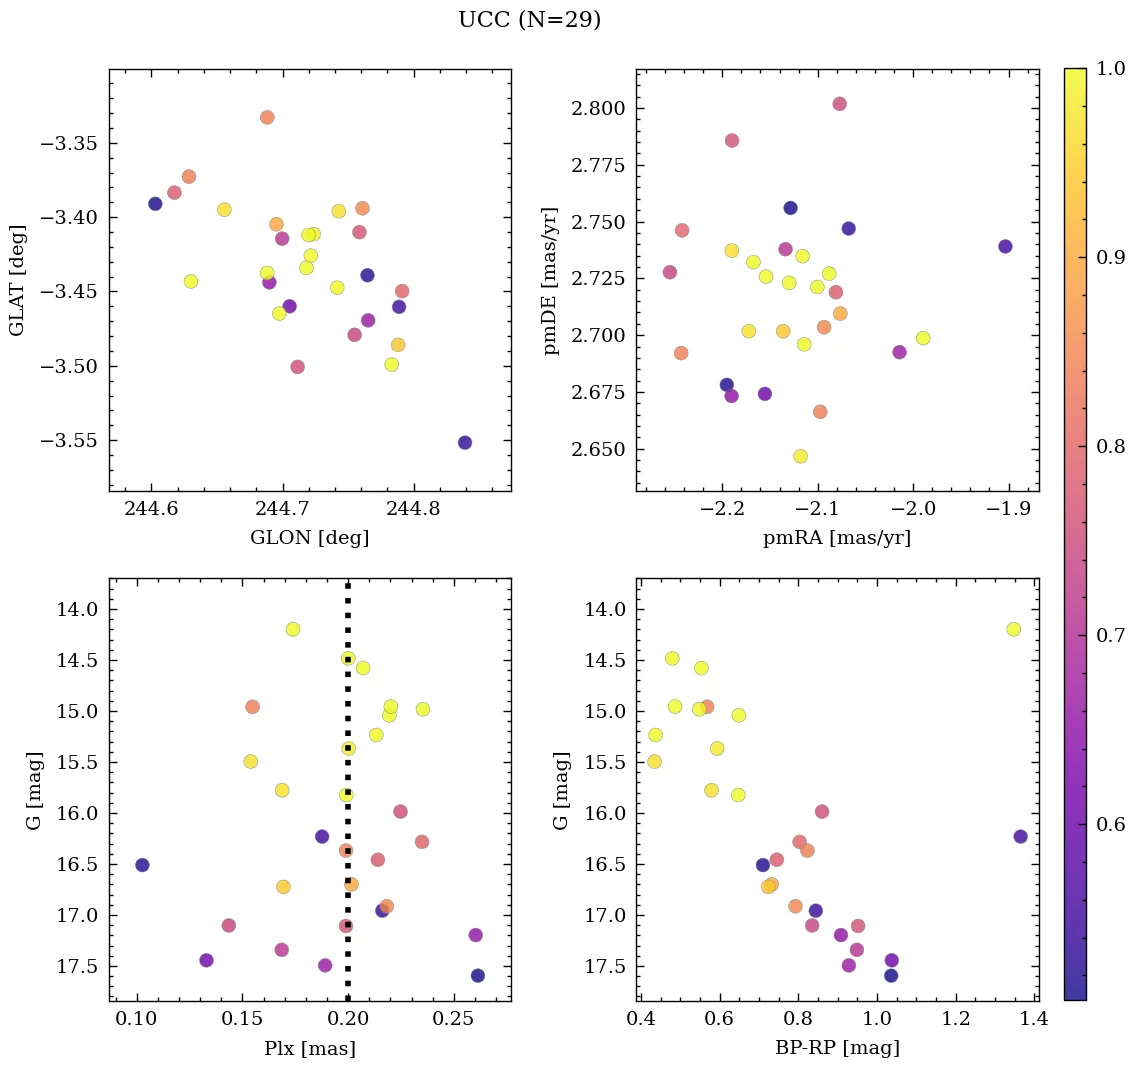 UCC (N=29)
−3.35
−3.40
−3.45
−3.50
−3.55
GLAT [deg]
244.6 244.7 244.8
GLON [deg]
2.800
2.775
2.750
2.725
2.700
2.675
2.650
pmDE [mas/yr]
−2.2 −2.1 −2.0 −1.9
pmRA [mas/yr]
14.0
14.5
15.0
15.5
16.0
16.5
17.0
17.5
G [mag]
0.10 0.15 0.20 0.25
Plx [mas]
14.0
14.5
15.0
15.5
16.0
16.5
17.0
17.5
G [mag]
0.4 0.6 0.8 1.0 1.2 1.4
BP-RP [mag]
1.0
0.9
0.8
0.7
0.6